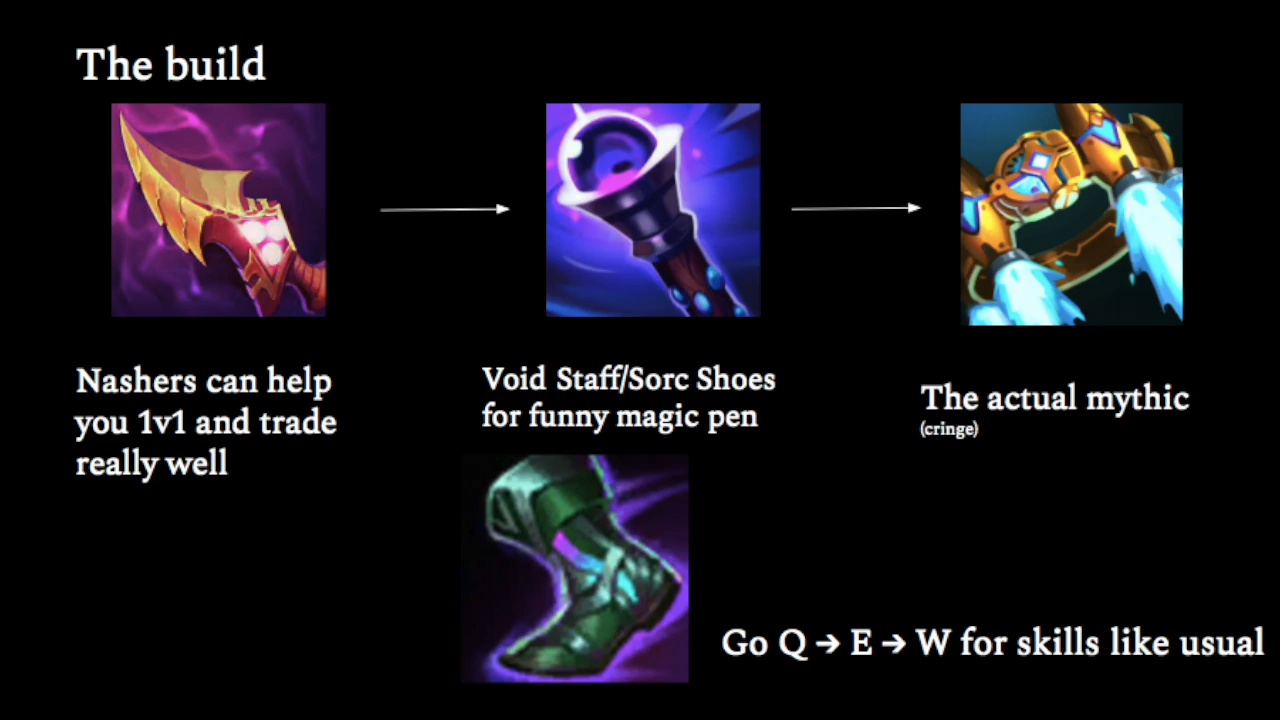 The build
Nashers can help
you 1v1 and trade
really well
Void Staff/Sorc Shoes
for funny magic pen
The actual mythic
(cringe)
Go Q → E → W for skills like usual